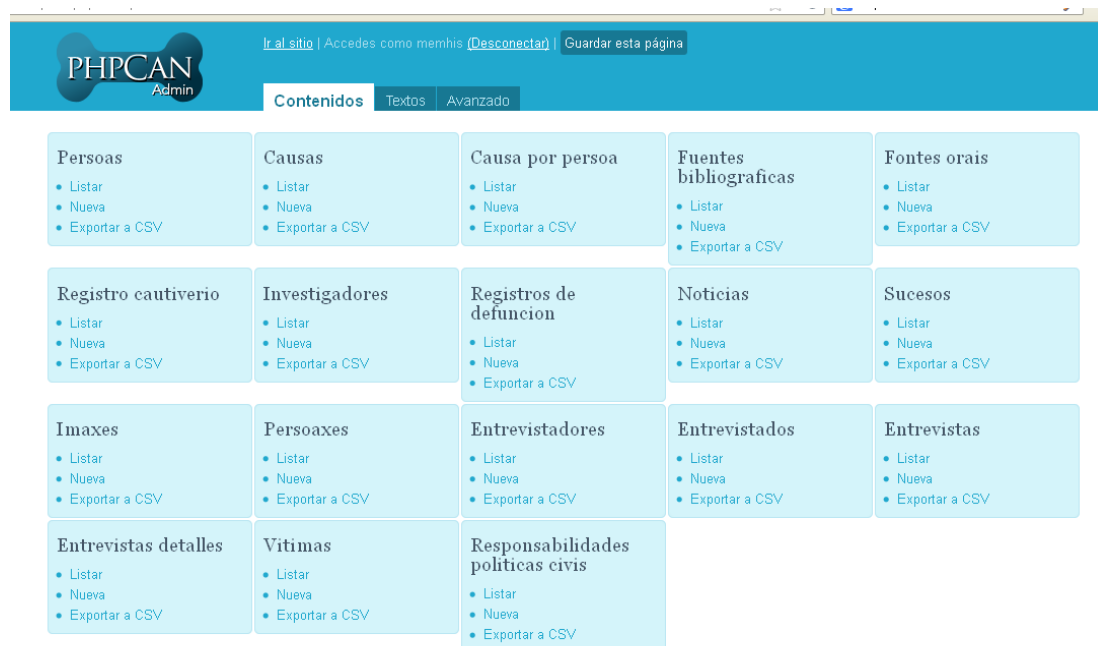 Ir al sitio | Accedes como memhis (Desconectar) | Guardar esta página
PHPCAN
Admin
Contenidos Textos Avanzado
Persoas
• Listar
• Nueva
• Exportar a CSV
Causas
• Listar
• Nueva
• Exportar a CSV
Causa por persoa
• Listar
• Nueva
• Exportar a CSV
Fuentes
bibliograficas
• Listar
• Nueva
• Exportar a CSV
Fontes orais
• Listar
• Nueva
• Exportar a CSV
Registro cautiverio
• Listar
• Nueva
• Exportar a CSV
Investigadores
• Listar
• Nueva
• Exportar a CSV
Registros de
defuncion
• Listar
• Nueva
• Exportar a CSV
Noticias
• Listar
• Nueva
• Exportar a CSV
Sucesos
• Listar
• Nueva
• Exportar a CSV
Imaxes
• Listar
• Nueva
• Exportar a CSV
Persoaxes
• Listar
• Nueva
• Exportar a CSV
Entrevistadores
• Listar
• Nueva
• Exportar a CSV
Entrevistados
• Listar
• Nueva
• Exportar a CSV
Entrevistas
• Listar
• Nueva
• Exportar a CSV
Entrevistas detalles
• Listar
• Nueva
• Exportar a CSV
Vitimas
• Listar
• Nueva
• Exportar a CSV
Responsabilidades
politicas civis
• Listar
• Nueva
• Exportar a CSV